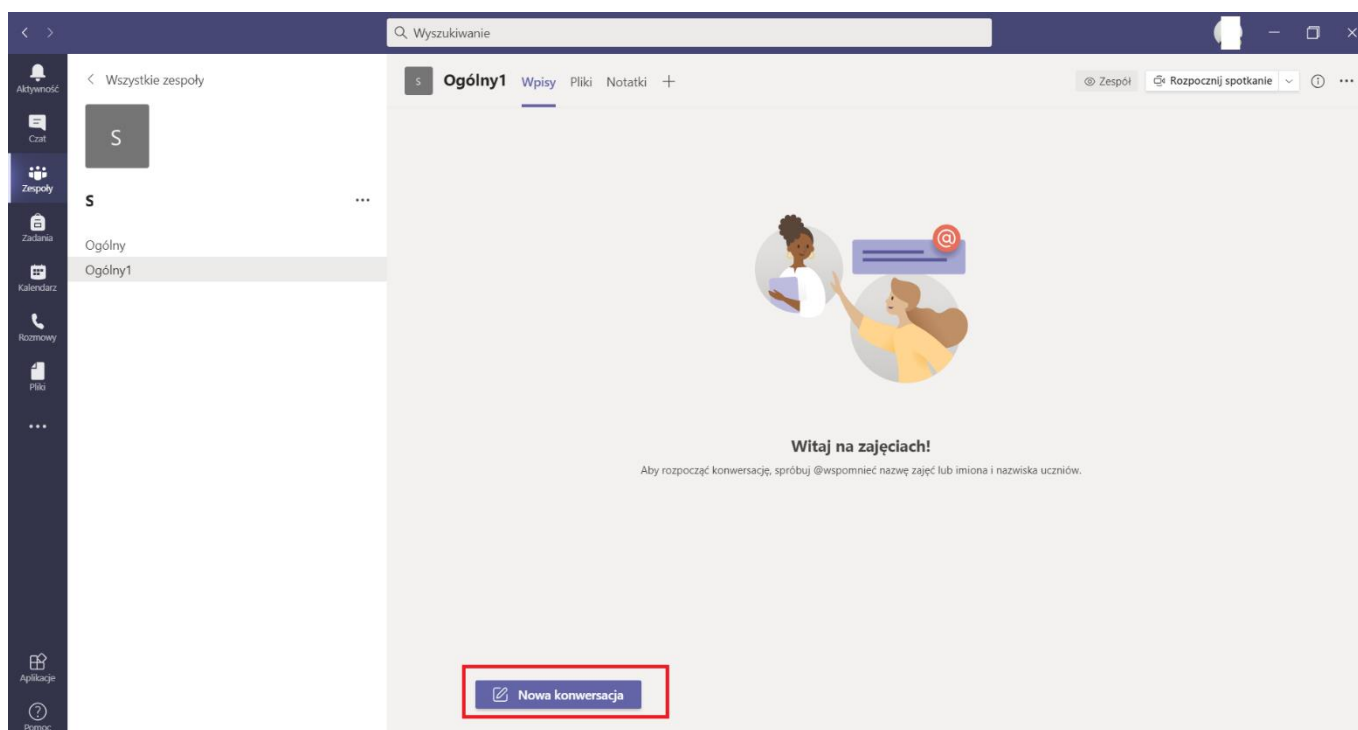 Wyszukiwanie
Aktywność
Czat
Zespoły
Zadania
Kalendarz
Rozmowy
Pliki
Aplikacje
Pomoc
Wszystkie zespoły
S
S
Ogólny
Ogólny1
S Ogólny1 Wpisy Pliki Notatki +
Zespół Rozpocznij spotkanie
@
Witaj na zajęciach!
Aby rozpocząć konwersację, spróbuj @wspomnieć nazwę zajęć lub imiona i nazwiska uczniów.
Nowa konwersacja